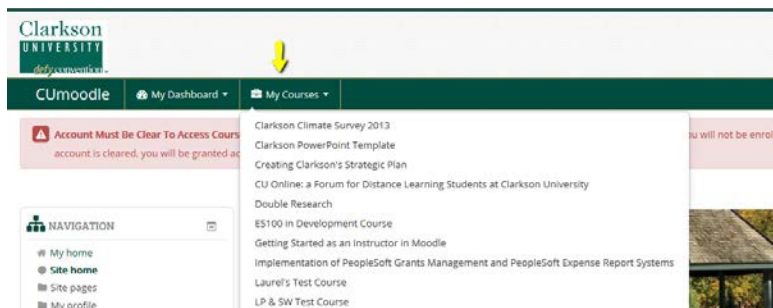 Clarkson
UNIVERSITY
defy convention.
CUmoodle My Dashboard My Courses
Account Must Be Clear To Access Cours
ou will not be enrol
account is cleared, you will be granted ac
Clarkson Climate Survey 2013
Clarkson PowerPoint Template
Creating Clarkson's Strategic Plan
CU Online: a Forum for Distance Learning Students at Clarkson University
Double Research
ES100 in Development Course
Getting Started as an Instructor in Moodle
Implementation of PeopleSoft Grants Management and PeopleSoft Expense Report Systems
Laurel's Test Course
LP & SW Test Course
NAVIGATION
My home
Site home
Site pages
My profile